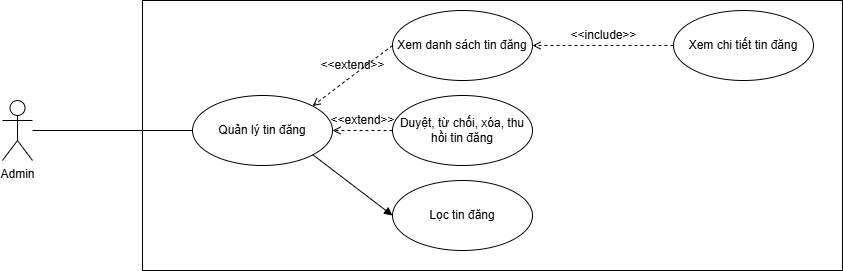 Xem danh sách tin đăng
<<include>>
Xem chi tiết tin đăng
<<extend>>
Quản lý tin đăng
<<extend>>
Duyệt, từ chối, xóa, thu
hồi tin đăng
Admin
Lọc tin đăng